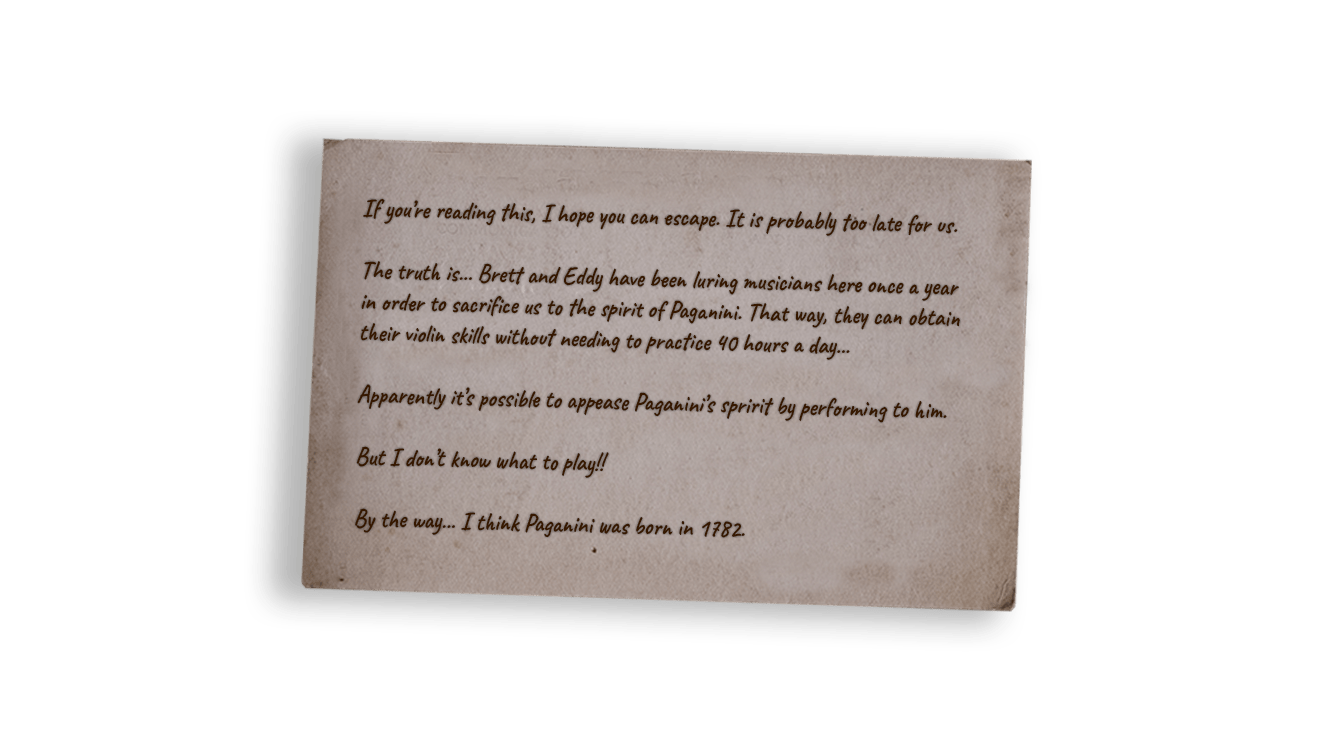 If you're reading this, I hope you can escape. It is probably too late for us.
The truth is... Brett and Eddy have been luring musicians here once a year
in order to sacrifice us to the spirit of Paganini. That way, they can obtain
their violin skills without needing to practice 40 hours a day...
Apparently it's possible to appease Paganini's spririt by performing to him.
But I don't know what to play!!
By the way... I think Paganini was born in 1782.